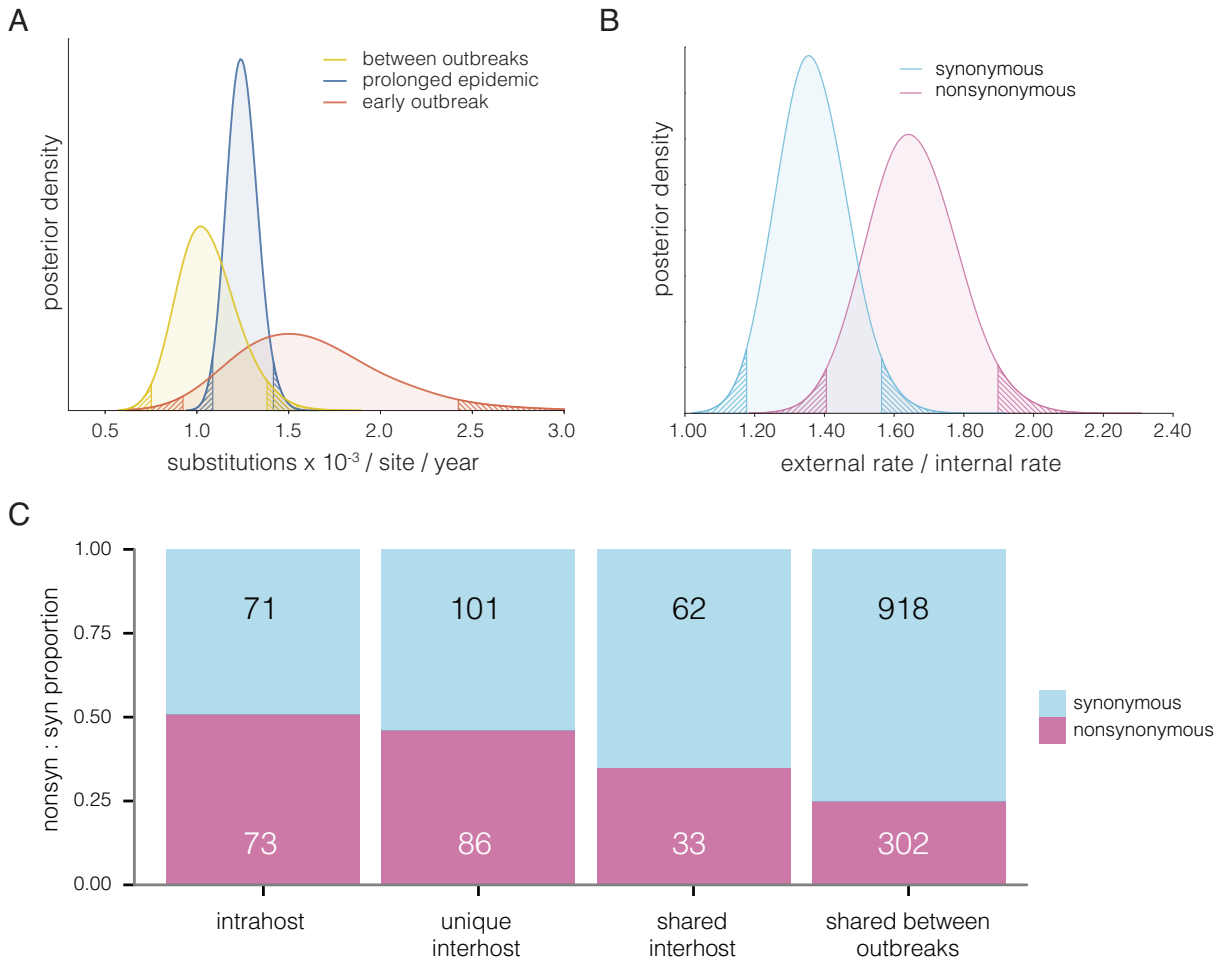 A
between outbreaks
prolonged epidemic
early outbreak
posterior density
0.5 1.0 1.5 2.0 2.5 3.0
substitutions x 10⁻³ / site / year
B
synonymous
nonsynonymous
posterior density
1.00 1.20 1.40 1.60 1.80 2.00 2.20 2.40
external rate / internal rate
C
nonsyn : syn proportion
1.00
0.75
0.50
0.25
0.00
71 101 62 918
73 86 33 302
synonymous
nonsynonymous
intrahost
unique
interhost
shared
interhost
shared between
outbreaks